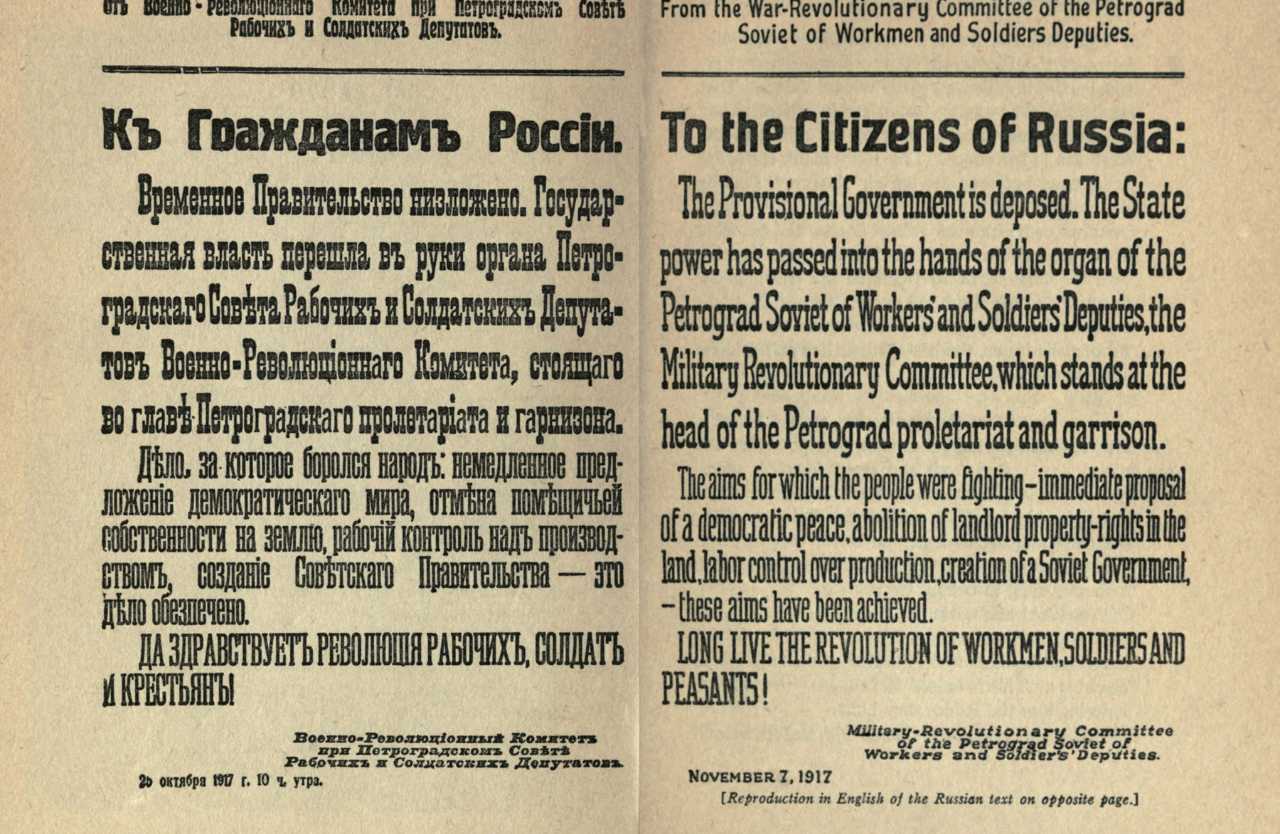 отъ Военно-Революціоннаго Комитета при Петроградскомъ Совѣтѣ
Рабочихъ и Солдатскихъ Депутатовъ.
Къ Гражданамъ Россіи.
Временное Правительство низложено. Государ-
ственная власть перешла въ руки органа Петро-
градскаго Совѣта Рабочихъ и Солдатскихъ Депута-
товъ Военно-Революціоннаго Комитета, стоящаго
во главѣ Петроградскаго пролетаріата и гарнизона.
Дѣло, за которое боролся народъ: немедленное пред-
ложеніе демократическаго мира, отмѣна помѣщичьей
собственности на землю, рабочій контроль надъ производ-
ствомъ, созданіе Совѣтскаго Правительства — это
дѣло обезпечено.
ДА ЗДРАВСТВУЕТЪ РЕВОЛЮЦІЯ РАБОЧИХЪ, СОЛДАТЪ
И КРЕСТЬЯНЪ!
Военно-Революціонный Комитетъ
при Петроградскомъ Совѣтѣ
Рабочихъ и Солдатскихъ Депутатовъ.
25 октября 1917 г. 10 ч. утра.
From the War-Revolutionary Committee of the Petrograd
Soviet of Workmen and Soldiers Deputies.
To the Citizens of Russia:
The Provisional Government is deposed. The State
power has passed into the hands of the organ of the
Petrograd Soviet of Workers' and Soldiers' Deputies, the
Military Revolutionary Committee, which stands at the
head of the Petrograd proletariat and garrison.
The aims for which the people were fighting – immediate proposal
of a democratic peace, abolition of landlord property-rights in the
land, labor control over production, creation of a Soviet Government,
– these aims have been achieved.
LONG LIVE THE REVOLUTION OF WORKMEN, SOLDIERS AND
PEASANTS!
Military-Revolutionary Committee
of the Petrograd Soviet of
Workers and Soldier's Deputies.
NOVEMBER 7, 1917
[Reproduction in English of the Russian text on opposite page.]